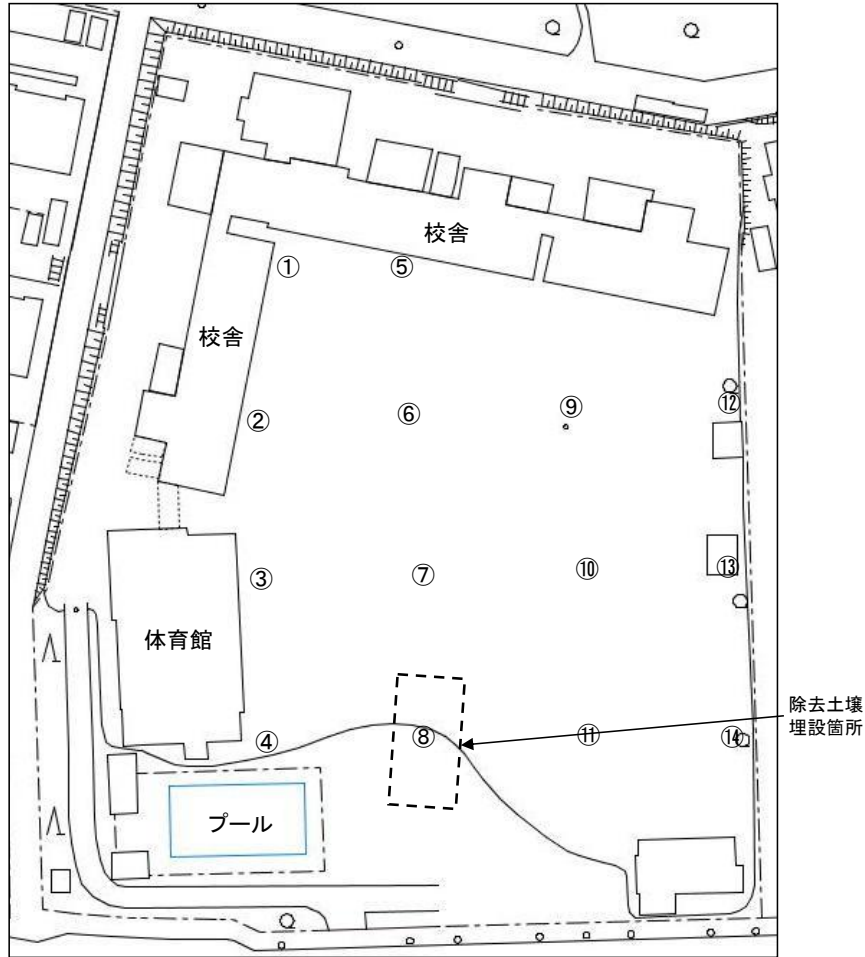 校舎
① ⑤
校舎
② ⑥ ⑨ ⑫
③ ⑦ ⑩ ⑬
体育館
除去土壌
埋設箇所
④ ⑧ ⑪ ⑭
プール